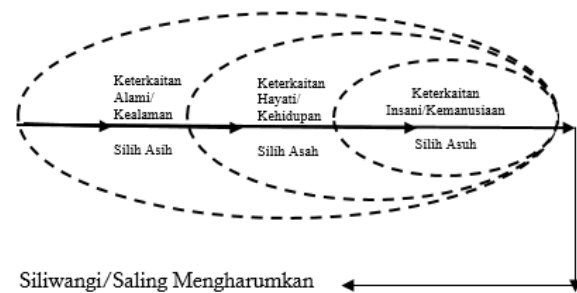 Keterkaitan
Alami/
Kealaman
Silih Asih
Keterkaitan
Hayati/
Kehidupan
Silih Asah
Keterkaitan
Insani/Kemanusiaan
Silih Asuh
Siliwangi/Saling Mengharumkan